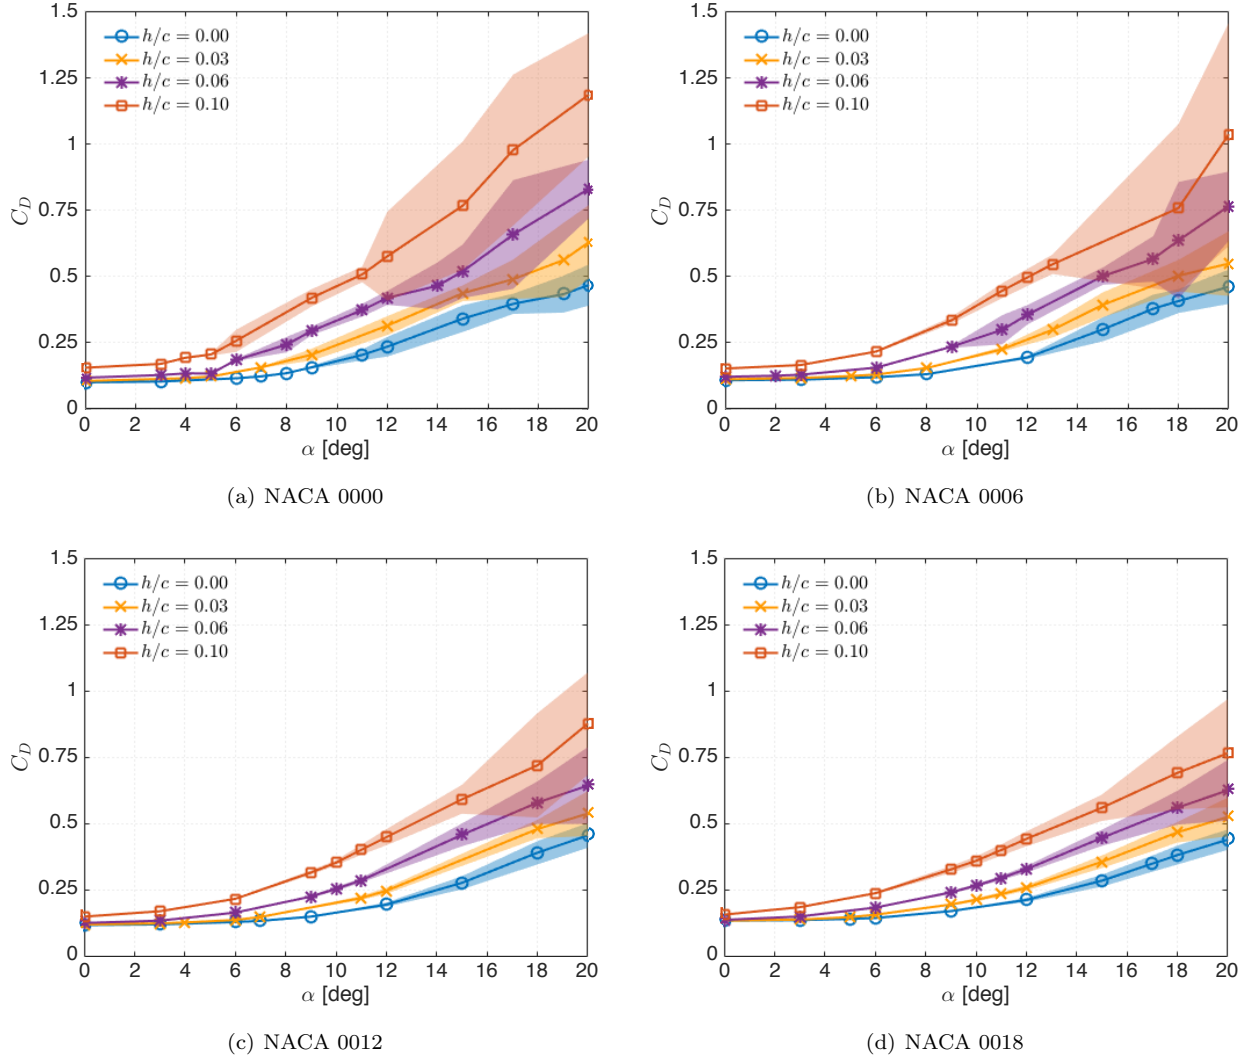 1.5
1.25
1
0.75
0.5
0.25
0
C_D
h/c = 0.00
h/c = 0.03
h/c = 0.06
h/c = 0.10
0 2 4 6 8 10 12 14 16 18 20
α [deg]
(a) NACA 0000
1.5
1.25
1
0.75
0.5
0.25
0
C_D
h/c = 0.00
h/c = 0.03
h/c = 0.06
h/c = 0.10
0 2 4 6 8 10 12 14 16 18 20
α [deg]
(b) NACA 0006
1.5
1.25
1
0.75
0.5
0.25
0
C_D
h/c = 0.00
h/c = 0.03
h/c = 0.06
h/c = 0.10
0 2 4 6 8 10 12 14 16 18 20
α [deg]
(c) NACA 0012
1.5
1.25
1
0.75
0.5
0.25
0
C_D
h/c = 0.00
h/c = 0.03
h/c = 0.06
h/c = 0.10
0 2 4 6 8 10 12 14 16 18 20
α [deg]
(d) NACA 0018